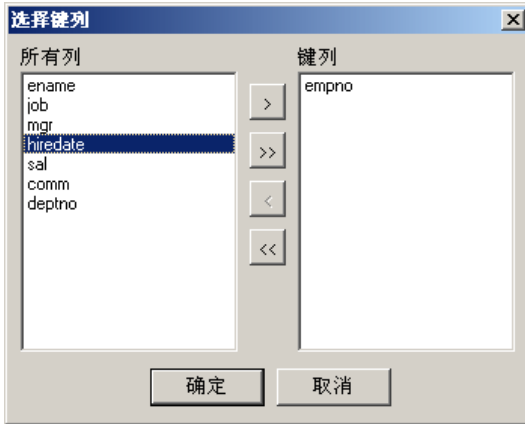 选择键列
所有列
键列
ename
job
mgr
hiredate
sal
comm
deptno
>
>>
<
<<
empno
确定
取消